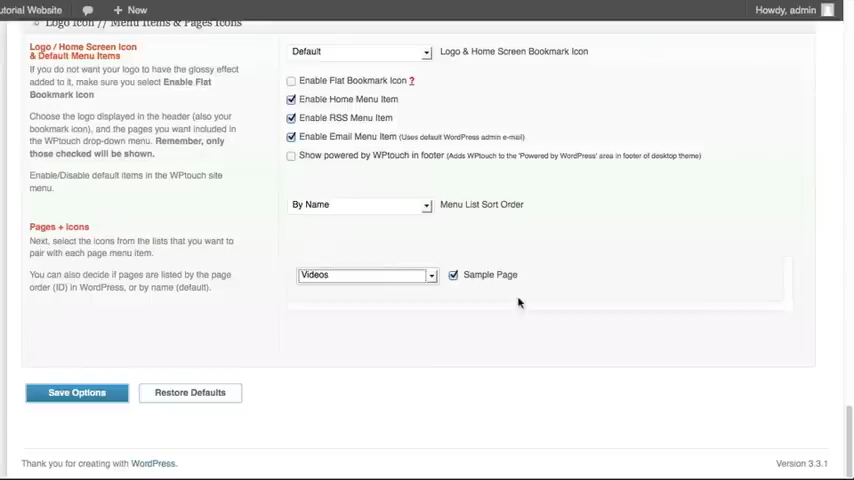 utorial Website + New Howdy, admin
Logo Icon // Menu Items & Pages Icons
Logo / Home Screen Icon
& Default Menu Items
If you do not want your logo to have the glossy effect
added to it, make sure you select Enable Flat
Bookmark Icon
Choose the logo displayed in the header (also your
bookmark icon), and the pages you want included
in the WPtouch drop-down menu. Remember, only
those checked will be shown.
Enable/Disable default items in the WPtouch site
menu.
Default Logo & Home Screen Bookmark Icon
Enable Flat Bookmark Icon ?
Enable Home Menu Item
Enable RSS Menu Item
Enable Email Menu Item (Uses default WordPress admin e-mail)
Show powered by WPtouch in footer (Adds WPtouch to the 'Powered by WordPress' area in footer of desktop theme)
By Name Menu List Sort Order
Pages + Icons
Next, select the icons from the lists that you want to
pair with each page menu item.
You can also decide if pages are listed by the page
order (ID) in WordPress, or by name (default).
Videos Sample Page
Save Options Restore Defaults
Thank you for creating with WordPress. Version 3.3.1